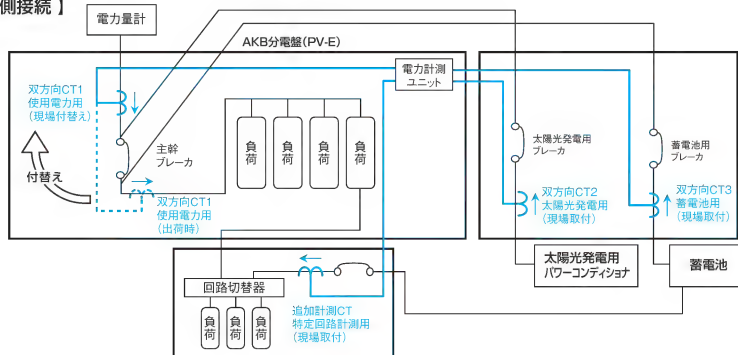 側接続 】
電力量計
AKB分電盤(PV-E)
電力計測
ユニット
双方向CT1
使用電力用
(現場付替え)
付替え
主幹
ブレーカ
負荷
負荷
負荷
負荷
双方向CT1
使用電力用
(出荷時)
太陽光発電用
ブレーカ
蓄電池用
ブレーカ
双方向CT2
太陽光発電用
(現場取付)
双方向CT3
蓄電池用
(現場取付)
太陽光発電用
パワーコンディショナ
蓄電池
回路切替器
負荷
負荷
負荷
追加計測CT
特定回路計測用
(現場取付)